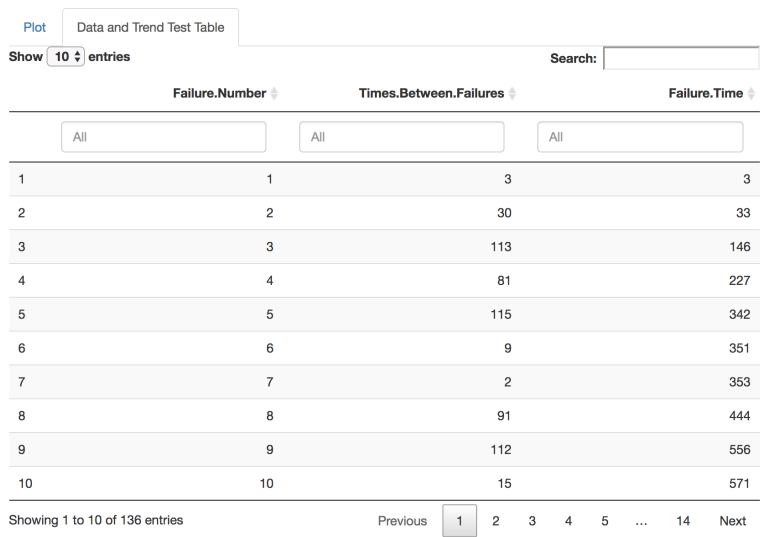 Plot Data and Trend Test Table
Show 10 entries Search:
Failure.Number Times.Between.Failures Failure.Time
All All All
1 1 3 3
2 2 30 33
3 3 113 146
4 4 81 227
5 5 115 342
6 6 9 351
7 7 2 353
8 8 91 444
9 9 112 556
10 10 15 571
Showing 1 to 10 of 136 entries Previous 1 2 3 4 5 … 14 Next